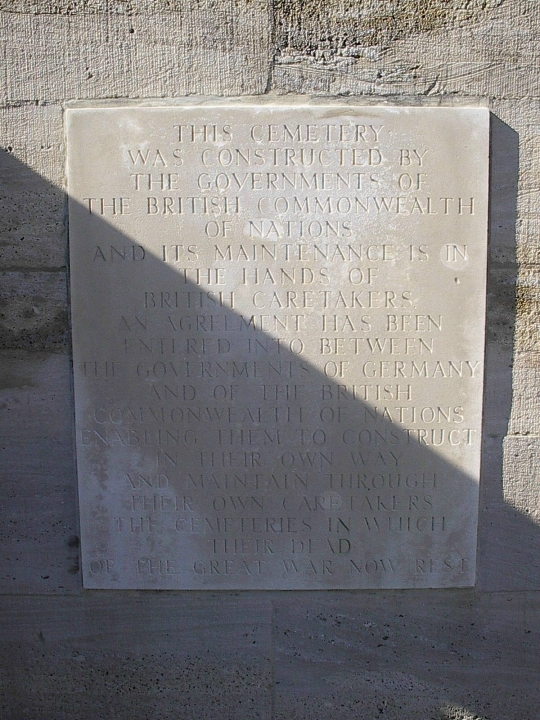 THIS CEMETERY
WAS CONSTRUCTED BY
THE GOVERNMENTS OF
THE BRITISH COMMONWEALTH
OF NATIONS
AND ITS MAINTENANCE IS IN
THE HANDS OF
BRITISH CARETAKERS
AN AGREEMENT HAS BEEN
ENTERED INTO BETWEEN
THE GOVERNMENTS OF GERMANY
AND OF THE BRITISH
COMMONWEALTH OF NATIONS
ENABLING THEM TO CONSTRUCT
IN THEIR OWN WAY
AND MAINTAIN THROUGH
THEIR OWN CARETAKERS
THE CEMETERIES IN WHICH
THEIR DEAD
OF THE GREAT WAR NOW REST